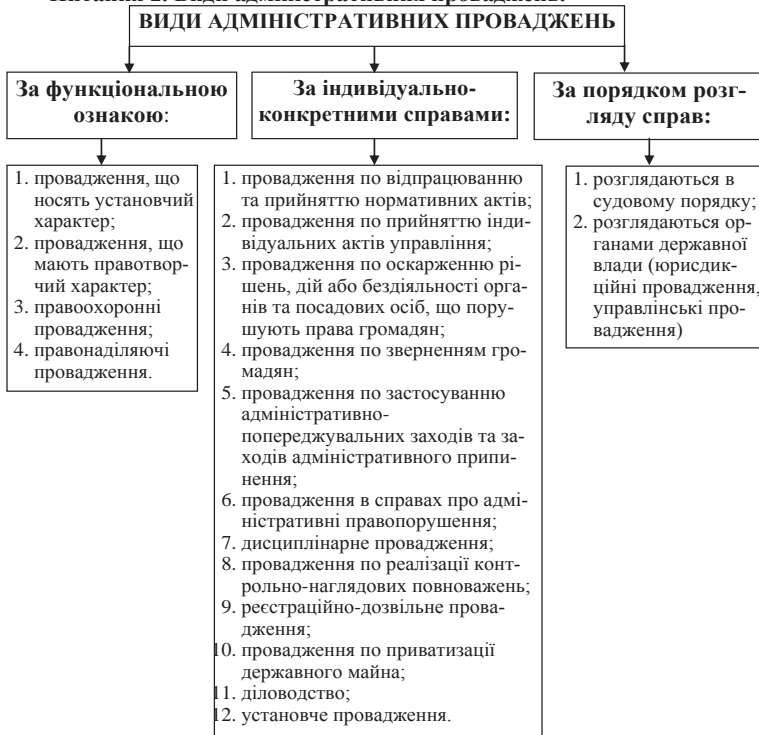 ВИДИ АДМІНІСТРАТИВНИХ ПРОВАДЖЕНЬ
За функціональною
ознакою:
1. провадження, що
носять установчий
характер;
2. провадження, що
мають правотвор-
чий характер;
3. правоохоронні
провадження;
4. правонаділяючі
провадження.
За індивідуально-
конкретними справами:
1. провадження по відпрацюванню
та прийняттю нормативних актів;
2. провадження по прийняттю інди-
відуальних актів управління;
3. провадження по оскарженню рі-
шень, дій або бездіяльності орга-
нів та посадових осіб, що пору-
шують права громадян;
4. провадження по зверненням гро-
мадян;
5. провадження по застосуванню
адміністративно-
попереджувальних заходів та за-
ходів адміністративного припи-
нення;
6. провадження в справах про адмі-
ністративні правопорушення;
7. дисциплінарне провадження;
8. провадження по реалізації конт-
рольно-наглядових повноважень;
9. реєстраційно-дозвільне прова-
дження;
10. провадження по приватизації
державного майна;
11. діловодство;
12. установче провадження.
За порядком розг-
ляду справ:
1. розглядаються в
судовому порядку;
2. розглядаються ор-
ганами державної
влади (юрисдик-
ційні провадження,
управлінські про-
вадження)